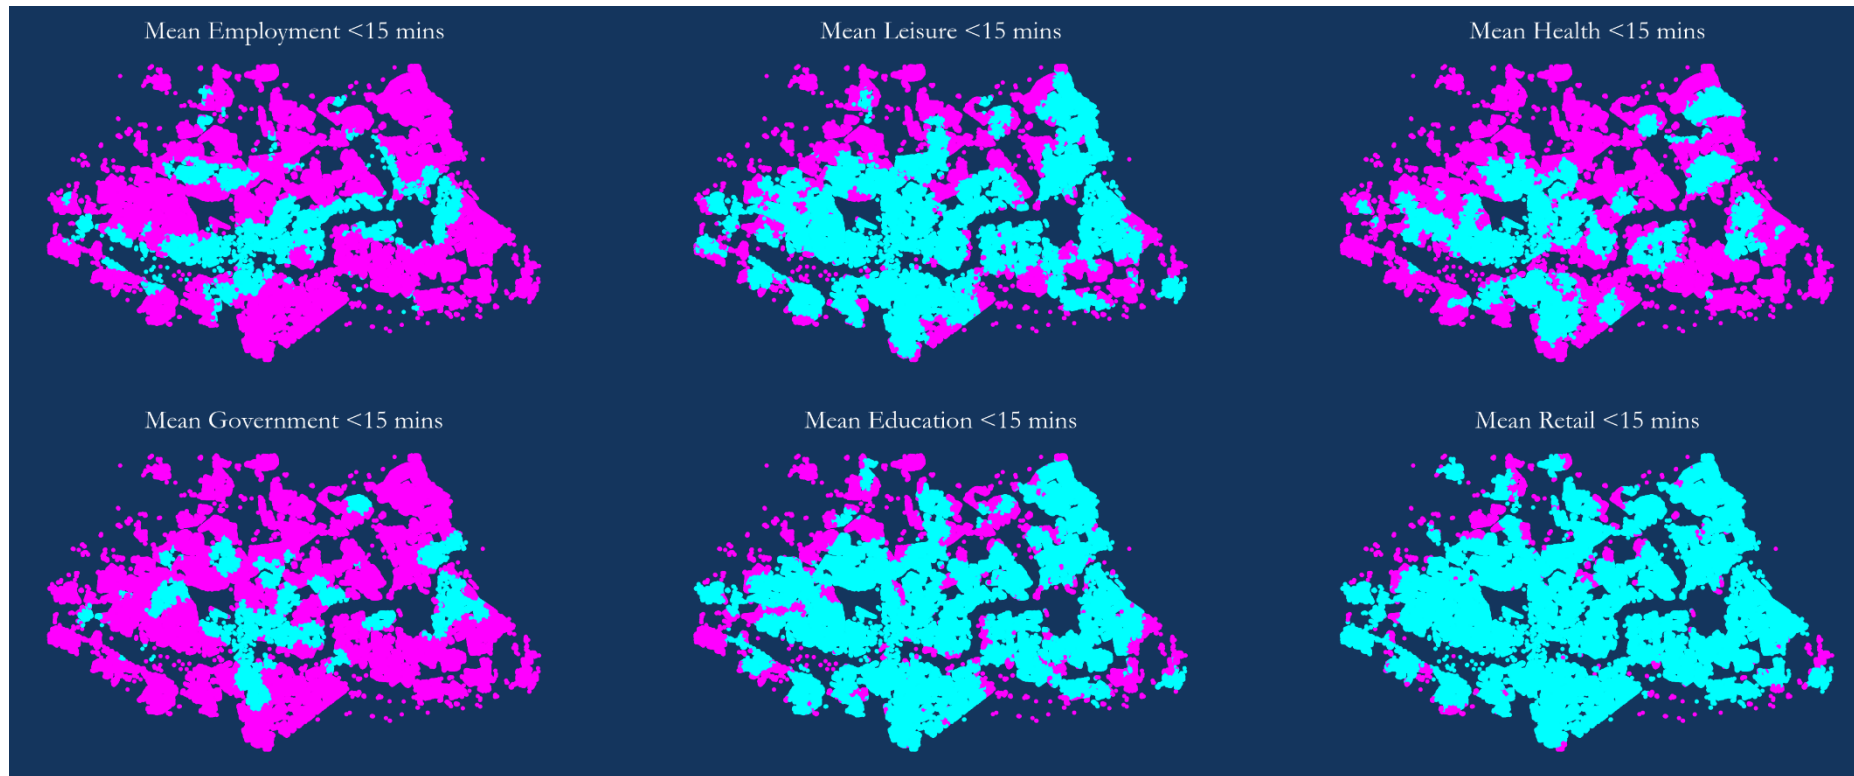 Mean Employment <15 mins
Mean Leisure <15 mins
Mean Health <15 mins
Mean Government <15 mins
Mean Education <15 mins
Mean Retail <15 mins